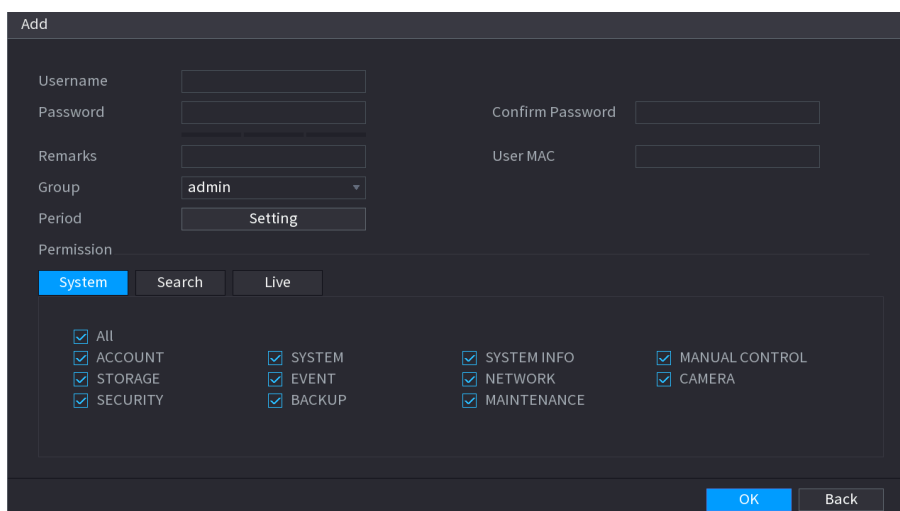 Add
Username
Password Confirm Password
Remarks User MAC
Group admin
Period Setting
Permission
System Search Live
All
ACCOUNT SYSTEM SYSTEM INFO MANUAL CONTROL
STORAGE EVENT NETWORK CAMERA
SECURITY BACKUP MAINTENANCE
OK Back